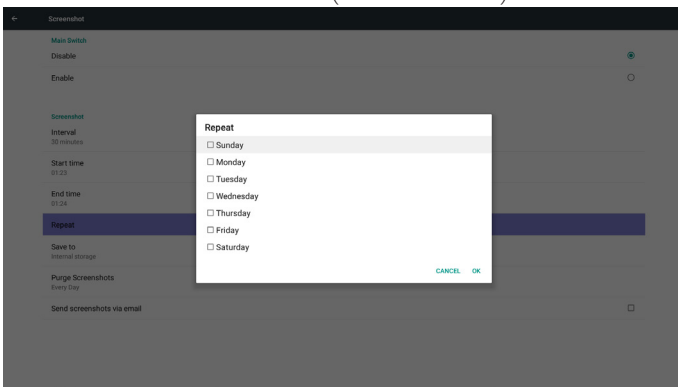 Screenshot
Main Switch
Disable
Enable
Screenshot
Interval
30 minutes
Start time
01:23
End time
01:24
Repeat
Save to
Internal storage
Purge Screenshots
Every Day
Send screenshots via email
Repeat
Sunday
Monday
Tuesday
Wednesday
Thursday
Friday
Saturday
CANCEL OK